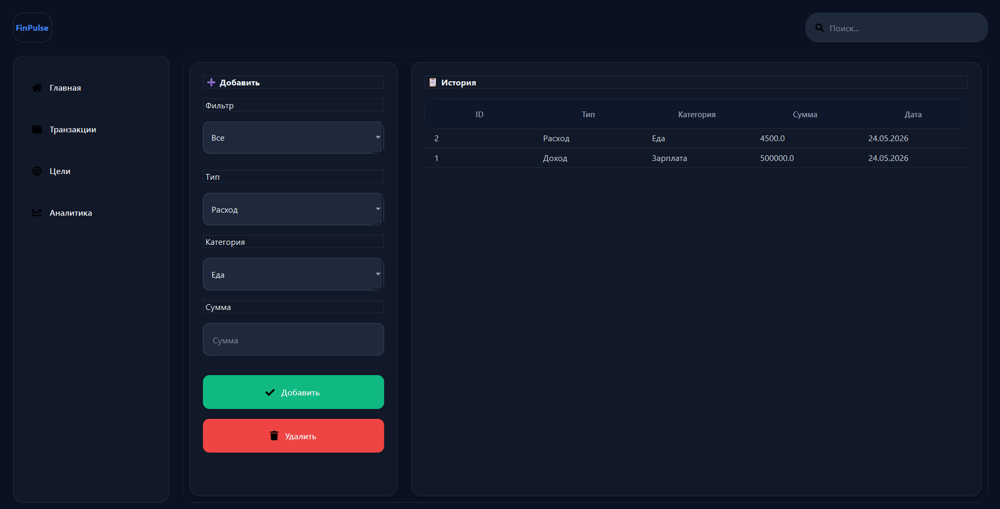 FinPulse
Поиск...
Главная
Транзакции
Цели
Аналитика
Добавить
Фильтр
Все
Тип
Расход
Категория
Еда
Сумма
Сумма
Добавить
Удалить
История
ID Тип Категория Сумма Дата
2 Расход Еда 4500.0 24.05.2026
1 Доход Зарплата 500000.0 24.05.2026